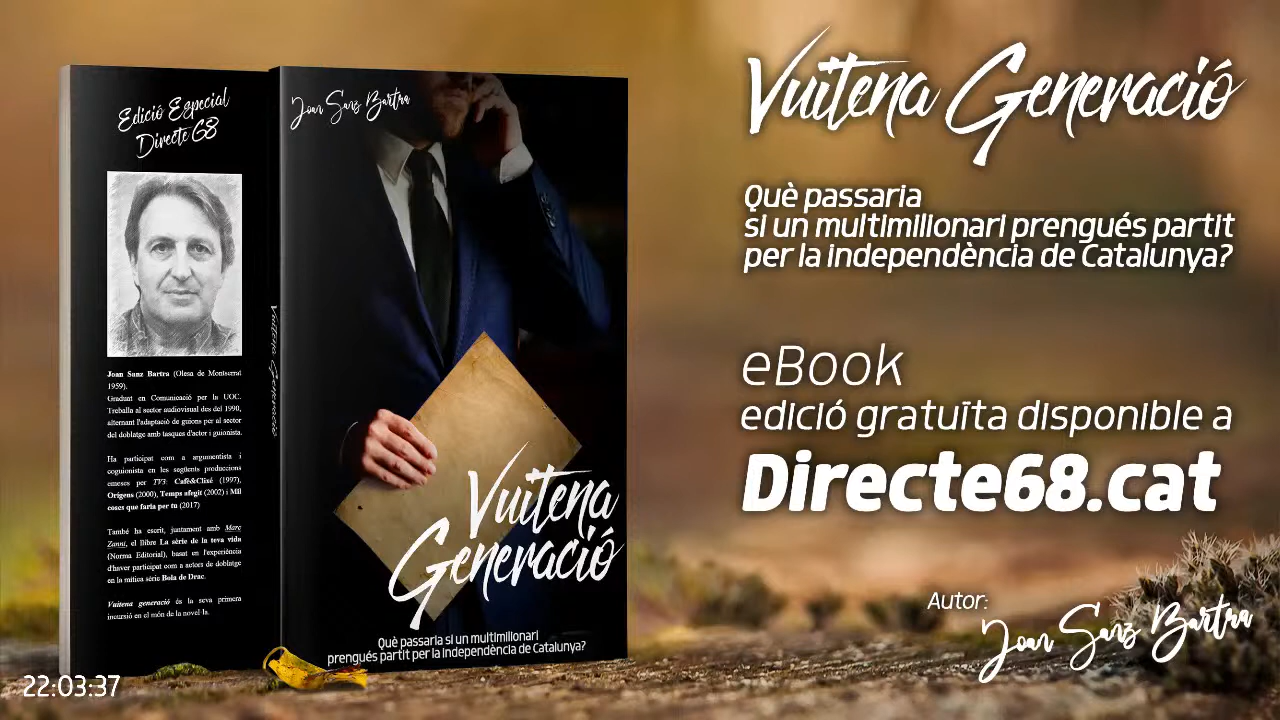 Edició Especial
Directe 68
Joan Sanz Bartra (Olesa de Montserrat
1959).
Graduat en Comunicació per la UOC.
Treballa al sector audiovisual des del 1990,
alternant l'adaptació de guions per al sector
del doblatge amb tasques d'actor i guionista.
Ha participat com a argumentista i
coguionista en les següents produccions
emeses per TV3: Cafè&Clixé (1997),
Orígens (2000), Temps afegit (2002) i Mil
coses que faria per tu (2017)
També ha escrit, juntament amb Marc
Zanni, el llibre La sèrie de la teva vida
(Norma Editorial), basat en l'experiència
d'haver participat com a actors de doblatge
en la mítica sèrie Bola de Drac.
Vuitena generació és la seva primera
incursió en el món de la novel·la.
Vuitena Generació
Joan Sanz Bartra
Vuitena
Generació
Què passaria si un multimilionari
prengués partit per la independència de Catalunya?
Vuitena Generació
Què passaria
si un multimilionari prengués partit
per la independència de Catalunya?
eBook
edició gratuïta disponible a
Directe68.cat
Autor:
Joan Sanz Bartra
22:03:37